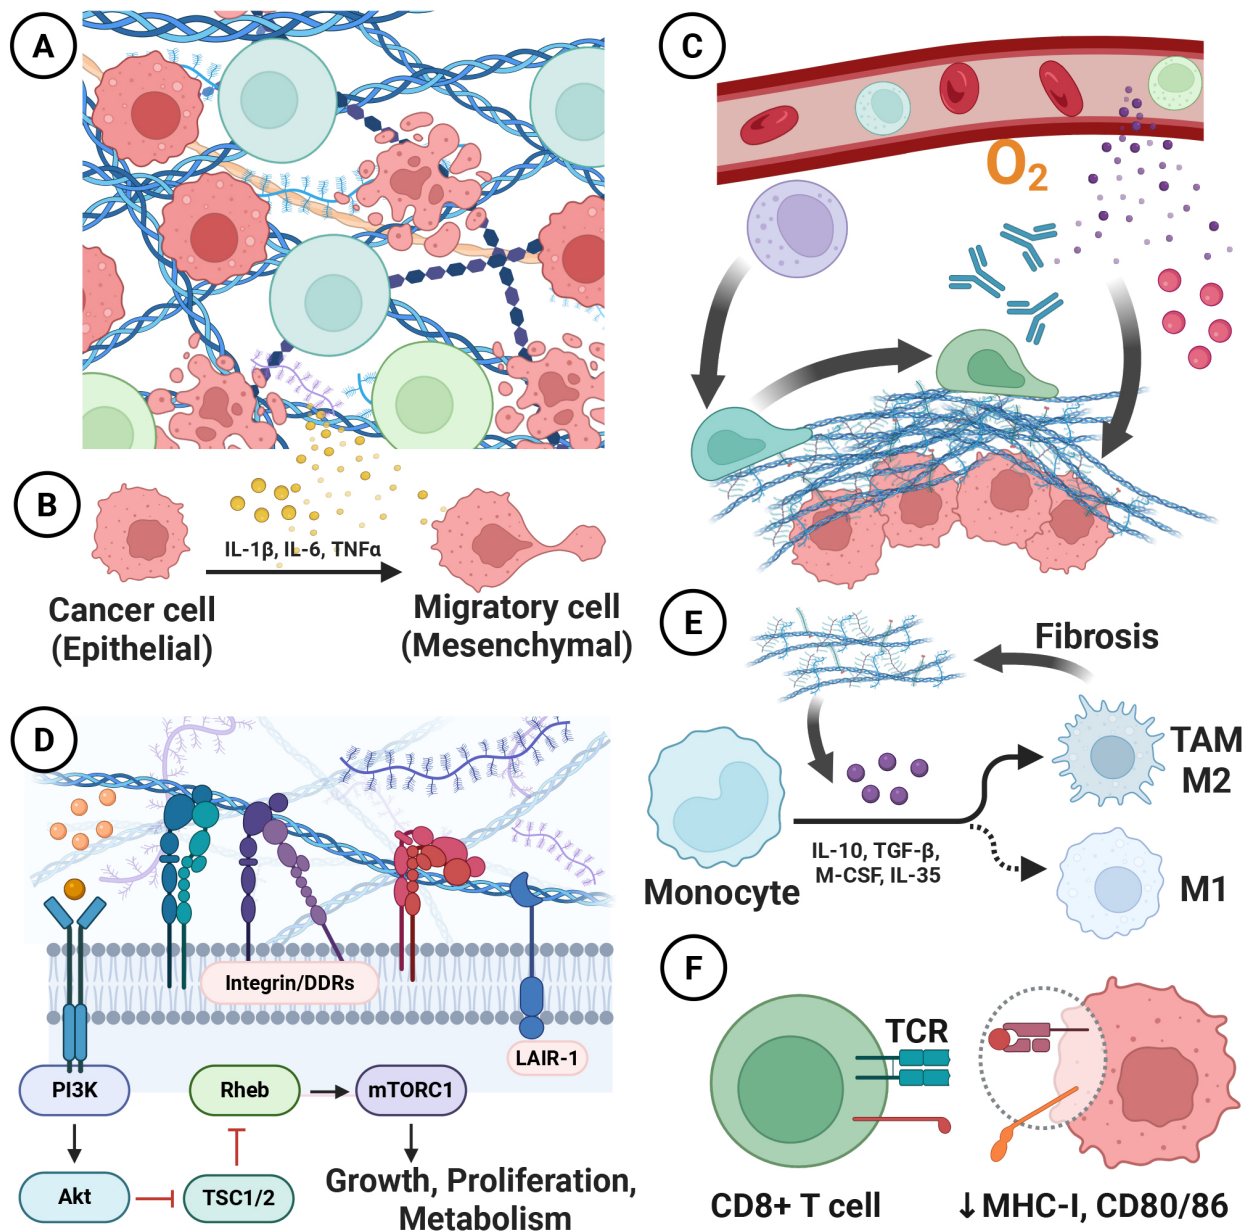 A
B
IL-1β, IL-6, TNFα
Cancer cell
(Epithelial)
Migratory cell
(Mesenchymal)
C
O2
D
Integrin/DDRs
LAIR-1
PI3K
Rheb
mTORC1
Akt
TSC1/2
Growth, Proliferation,
Metabolism
E
Fibrosis
TAM
M2
Monocyte
IL-10, TGF-β,
M-CSF, IL-35
M1
F
TCR
CD8+ T cell
↓MHC-I, CD80/86